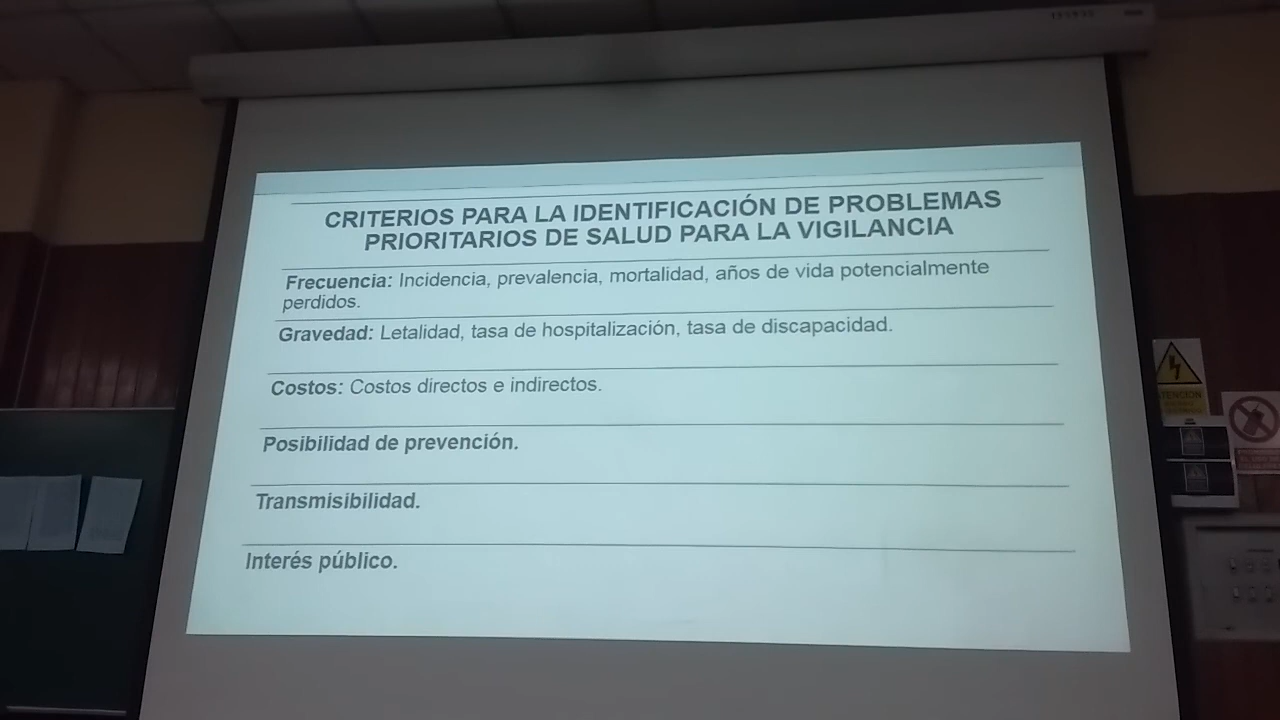 CRITERIOS PARA LA IDENTIFICACIÓN DE PROBLEMAS
PRIORITARIOS DE SALUD PARA LA VIGILANCIA
Frecuencia: Incidencia, prevalencia, mortalidad, años de vida potencialmente
perdidos.
Gravedad: Letalidad, tasa de hospitalización, tasa de discapacidad.
Costos: Costos directos e indirectos.
Posibilidad de prevención.
Transmisibilidad.
Interés público.
ATENCION